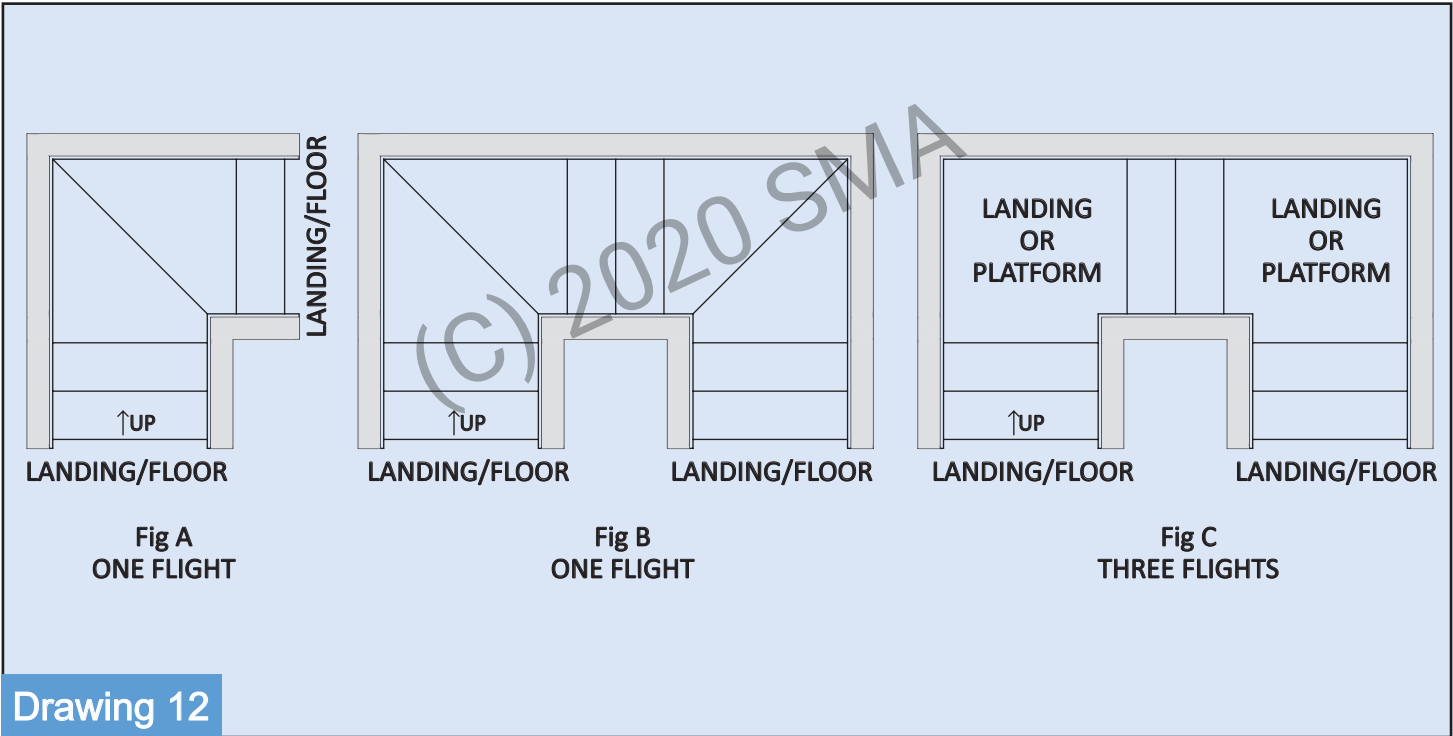 LANDING/FLOOR
↑UP
LANDING/FLOOR
Fig A
ONE FLIGHT
↑UP
LANDING/FLOOR
LANDING/FLOOR
Fig B
ONE FLIGHT
LANDING
OR
PLATFORM
LANDING
OR
PLATFORM
↑UP
LANDING/FLOOR
LANDING/FLOOR
Fig C
THREE FLIGHTS
(C) 2020 SMA
Drawing 12